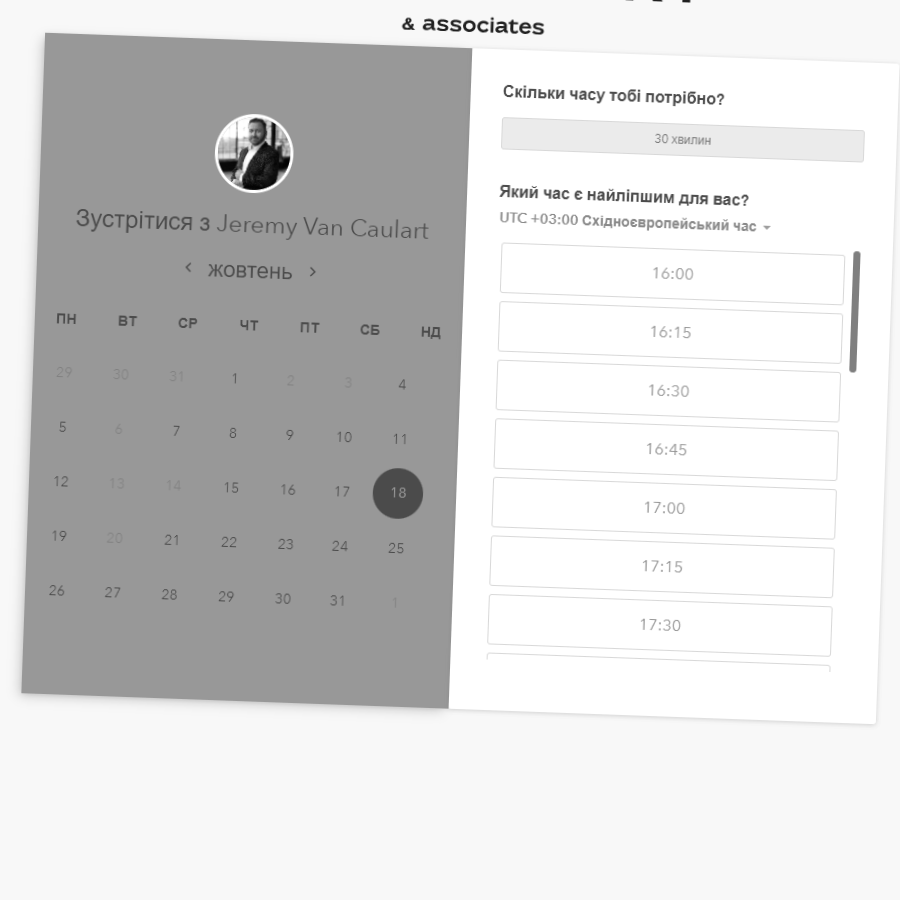 & associates
Зустрітися з Jeremy Van Caulart
жовтень
ПН ВТ СР ЧТ ПТ СБ НД
29 30 31 1 2 3 4
5 6 7 8 9 10 11
12 13 14 15 16 17 18
19 20 21 22 23 24 25
26 27 28 29 30 31 1
Скільки часу тобі потрібно?
30 хвилин
Який час є найліпшим для вас?
UTC +03:00 Східноєвропейський час
16:00
16:15
16:30
16:45
17:00
17:15
17:30